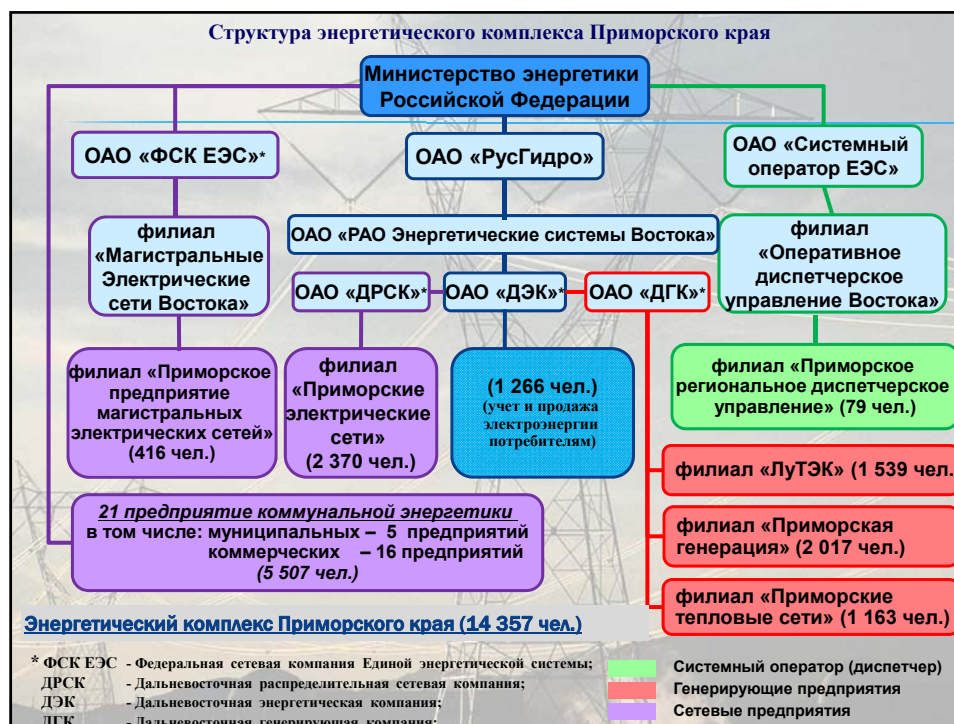 Структура энергетического комплекса Приморского края
Министерство энергетики
Российской Федерации
ОАО «ФСК ЕЭС»*
ОАО «РусГидро»
ОАО «Системный
оператор ЕЭС»
филиал
«Магистральные
Электрические
сети Востока»
ОАО «РАО Энергетические системы Востока»
филиал
«Оперативное
диспетчерское
управление Востока»
ОАО «ДРСК»*
ОАО «ДЭК»*
ОАО «ДГК»*
филиал «Приморское
предприятие
магистральных
электрических сетей»
(416 чел.)
филиал
«Приморские
электрические
сети»
(2 370 чел.)
(1 266 чел.)
(учет и продажа
электроэнергии
потребителям)
филиал «Приморское
региональное диспетчерское
управление» (79 чел.)
филиал «ЛуТЭК» (1 539 чел.
филиал «Приморская
генерация» (2 017 чел.)
филиал «Приморские
тепловые сети» (1 163 чел.)
21 предприятие коммунальной энергетики
в том числе: муниципальных – 5 предприятий
коммерческих – 16 предприятий
(5 507 чел.)
Энергетический комплекс Приморского края (14 357 чел.)
* ФСК ЕЭС - Федеральная сетевая компания Единой энергетической системы;
ДРСК - Дальневосточная распределительная сетевая компания;
ДЭК - Дальневосточная энергетическая компания;
ДГК - Дальневосточная генерирующая компания;
Системный оператор (диспетчер)
Генерирующие предприятия
Сетевые предприятия